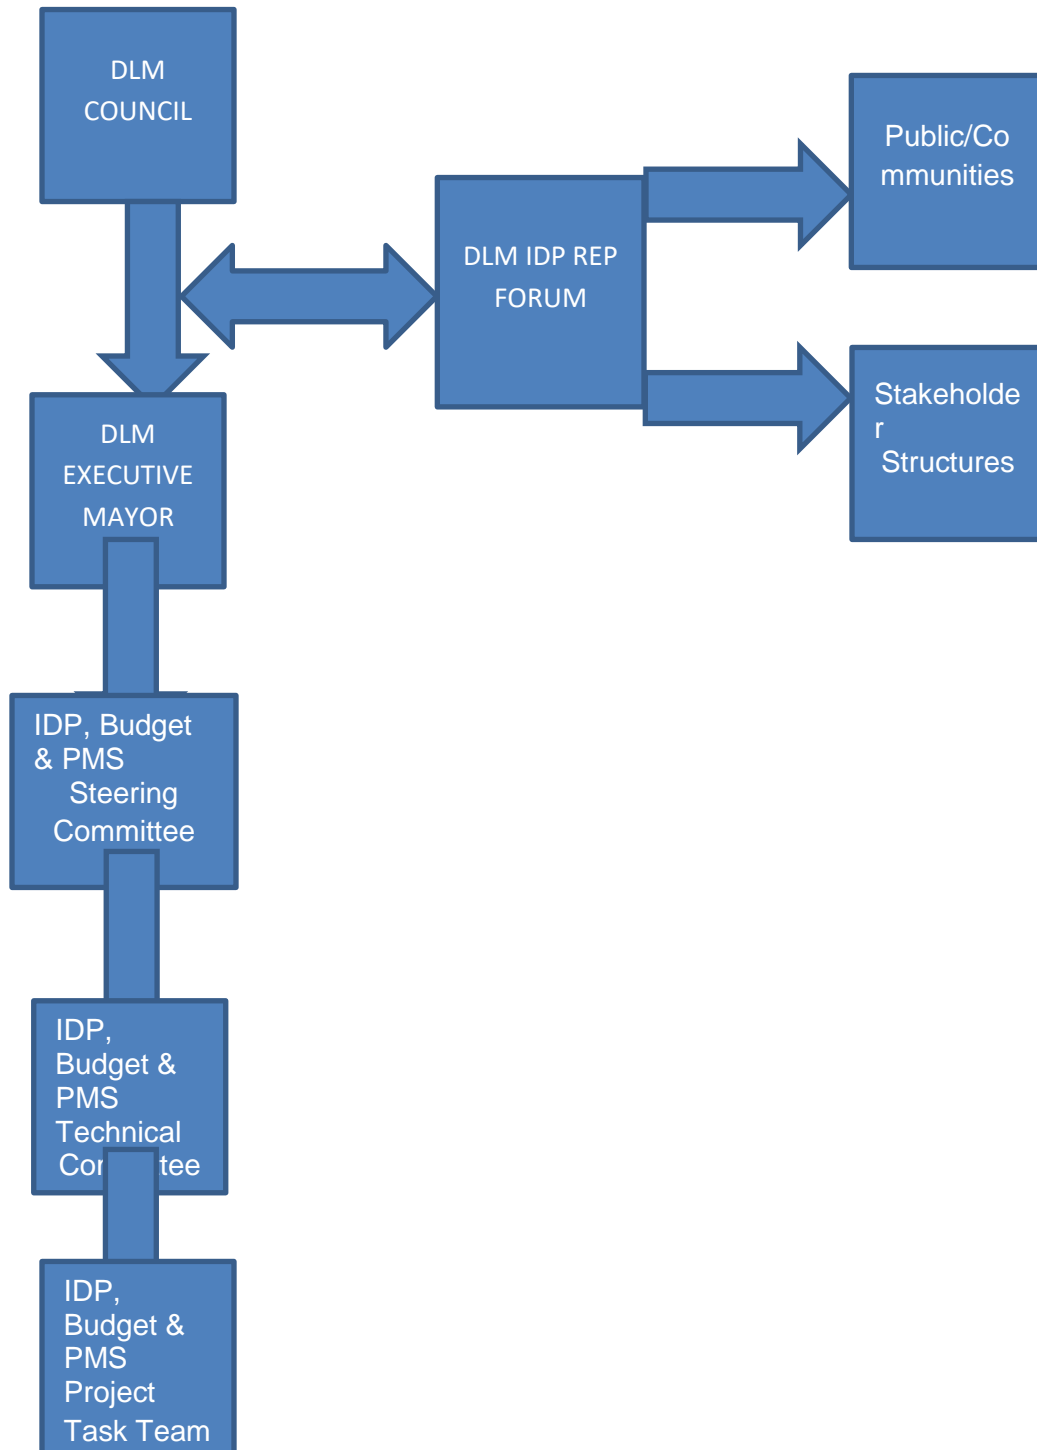 DLM
COUNCIL
Public/Co
mmunities
DLM IDP REP
FORUM
Stakeholde
r
Structures
DLM
EXECUTIVE
MAYOR
IDP, Budget
& PMS
Steering
Committee
IDP,
Budget &
PMS
Technical
IDP,
Budget &
PMS
Project
Task Team